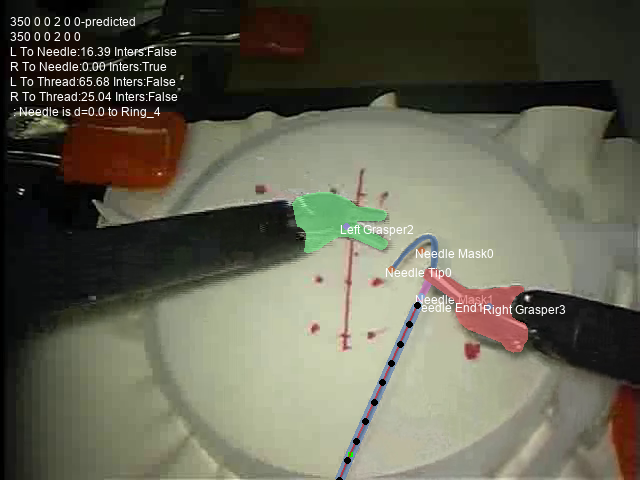 350 0 0 2 0 0-predicted
350 0 0 2 0 0
L To Needle:16.39 Inters:False
R To Needle:0.00 Inters:True
L To Thread:65.68 Inters:False
R To Thread:25.04 Inters:False
: Needle is d=0.0 to Ring_4
Left Grasper2
Needle Mask0
Needle Tip0
Needle Mask1
eedle End1
Right Grasper3